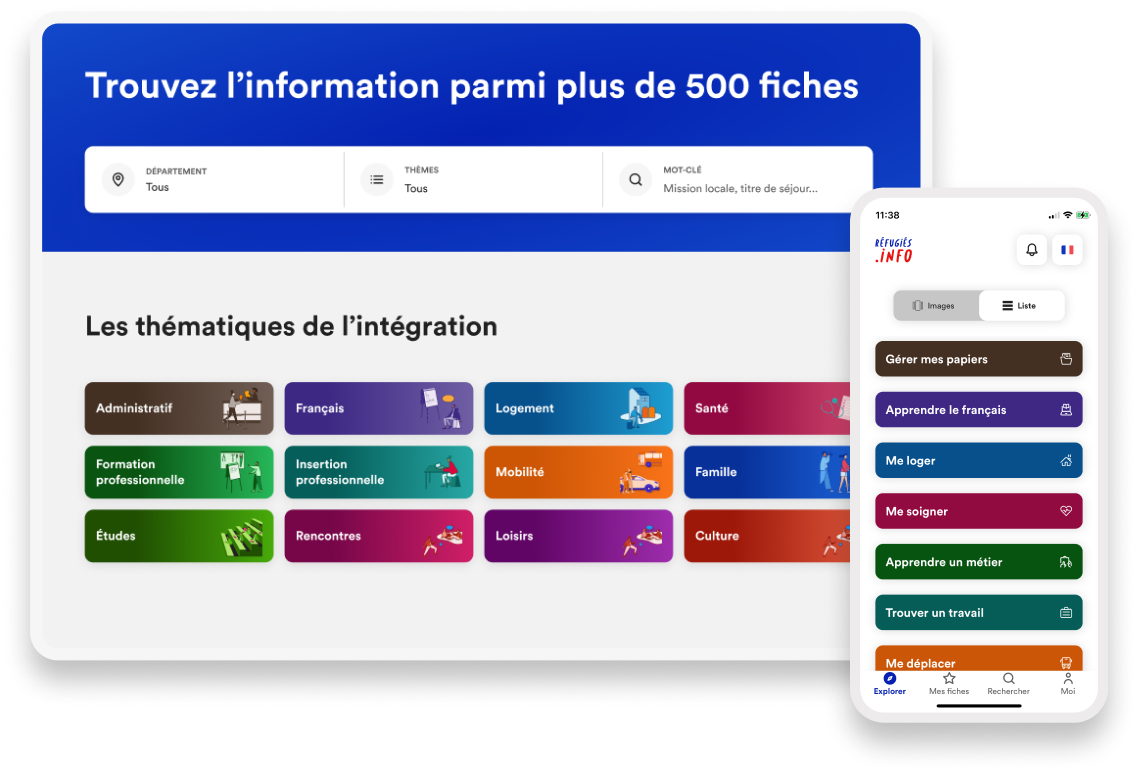 Trouvez l’information parmi plus de 500 fiches
DÉPARTEMENT
Tous
THÈMES
Tous
MOT-CLÉ
Mission locale, titre de séjour...
Les thématiques de l’intégration
Administratif
Français
Logement
Santé
Formation
professionnelle
Insertion
professionnelle
Mobilité
Famille
Études
Rencontres
Loisirs
Culture
11:38
RÉFUGIÉS
.INFO
Images
Liste
Gérer mes papiers
Apprendre le français
Me loger
Me soigner
Apprendre un métier
Trouver un travail
Me déplacer
Explorer
Mes fiches
Rechercher
Moi